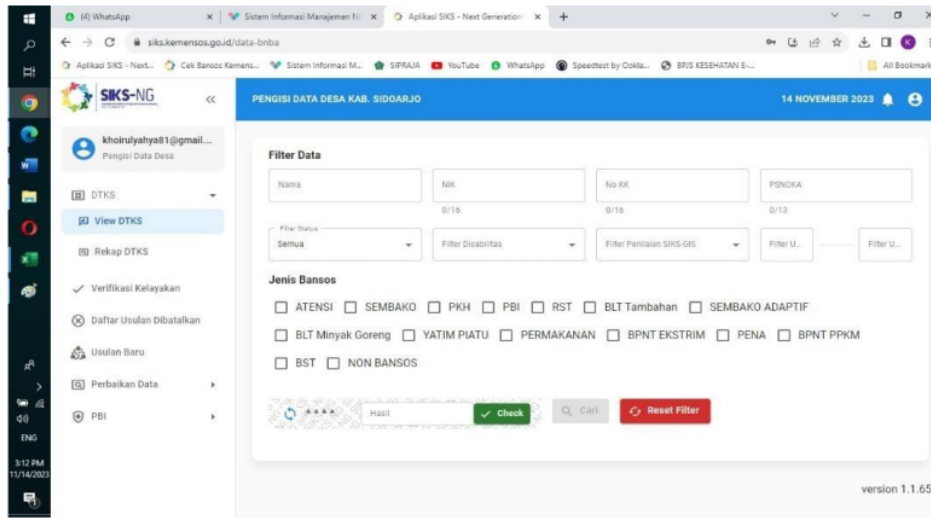 (4) WhatsApp
Sistem Informasi Manajemen Ni
Aplikasi SIKS - Next Generation
siks.kemensos.go.id/data-bnba
Aplikasi SIKS - Next...
Cek Bansos Kemens...
Sistem Informasi M...
SIPRAJA
YouTube
WhatsApp
Speedtest by Ookla...
BPJS KESEHATAN E-...
All Bookmark
SIKS-NG
PENGISI DATA DESA KAB. SIDOARJO
14 NOVEMBER 2023
khoirulyahya81@gmail....
Pengisi Data Desa
DTKS
View DTKS
Rekap DTKS
Verifikasi Kelayakan
Daftar Usulan Dibatalkan
Usulan Baru
Perbaikan Data
PBI
Filter Data
Nama
NIK
No KK
PSNOKA
0/16
0/16
0/13
Filter Status
Semua
Filter Disabilitas
Filter Penilaian SIKS-GIS
Filter U...
Filter U...
Jenis Bansos
ATENSI SEMBAKO PKH PBI RST BLT Tambahan SEMBAKO ADAPTIF
BLT Minyak Goreng YATIM PIATU PERMAKANAN BPNT EKSTRIM PENA BPNT PPKM
BST NON BANSOS
****
Hasil
Check
Cari
Reset Filter
version 1.1.65
ENG
3:12 PM
11/14/2023